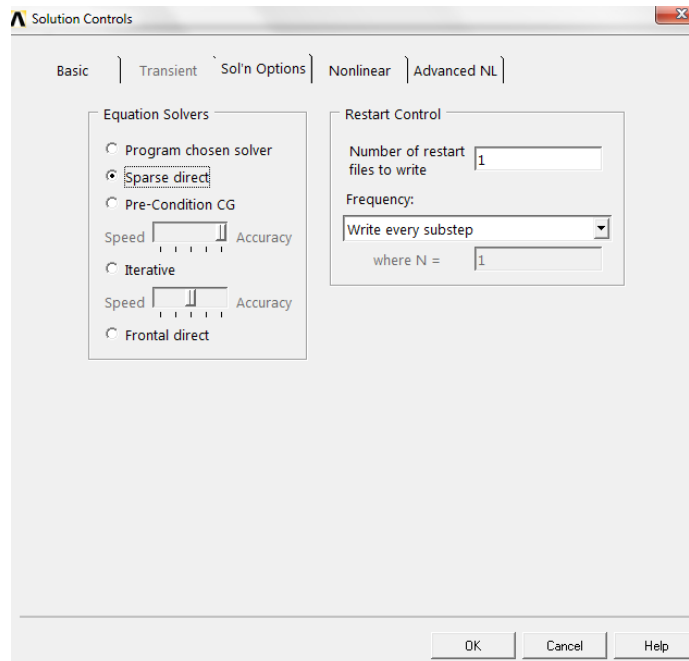 Solution Controls
Basic
Transient
Sol'n Options
Nonlinear
Advanced NL
Equation Solvers
Program chosen solver
Sparse direct
Pre-Condition CG
Speed
Accuracy
Iterative
Speed
Accuracy
Frontal direct
Restart Control
Number of restart
files to write
1
Frequency:
Write every substep
where N =
1
OK
Cancel
Help